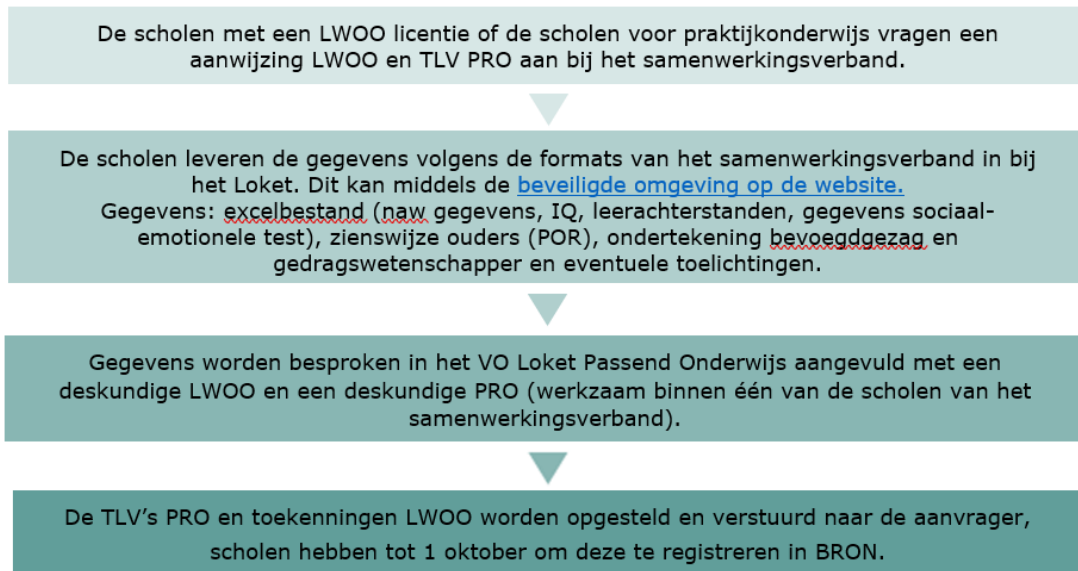 De scholen met een LWOO licentie of de scholen voor praktijkonderwijs vragen een
aanwijzing LWOO en TLV PRO aan bij het samenwerkingsverband.
De scholen leveren de gegevens volgens de formats van het samenwerkingsverband in bij
het Loket. Dit kan middels de beveiligde omgeving op de website.
Gegevens: excelbestand (naw gegevens, IQ, leerachterstanden, gegevens sociaal-
emotionele test), zienswijze ouders (POR), ondertekening bevoegdgezag en
gedragswetenschapper en eventuele toelichtingen.
Gegevens worden besproken in het VO Loket Passend Onderwijs aangevuld met een
deskundige LWOO en een deskundige PRO (werkzaam binnen één van de scholen van het
samenwerkingsverband).
De TLV’s PRO en toekenningen LWOO worden opgesteld en verstuurd naar de aanvrager,
scholen hebben tot 1 oktober om deze te registreren in BRON.